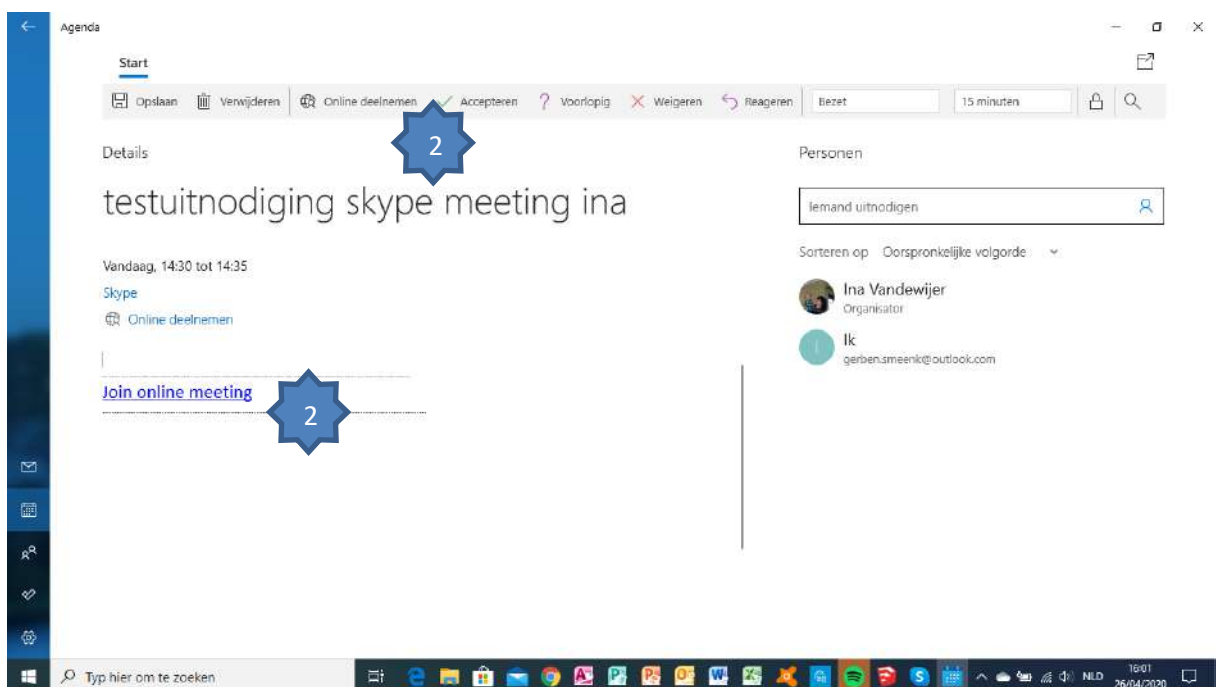 Agenda
Start
Opslaan Verwijderen Online deelnemen Accepteren ? Voorlopig Weigeren Reageren Bezet 15 minuten
2
Details
Personen
testuitnodiging skype meeting ina
Iemand uitnodigen
Sorteren op Oorspronkelijke volgorde
Vandaag, 14:30 tot 14:35
Skype
Online deelnemen
Ina Vandewijer
Organisator
I
Ik
gerben.smeenk@outlook.com
Join online meeting
2
Typ hier om te zoeken
NLD
16:01
26/04/2020